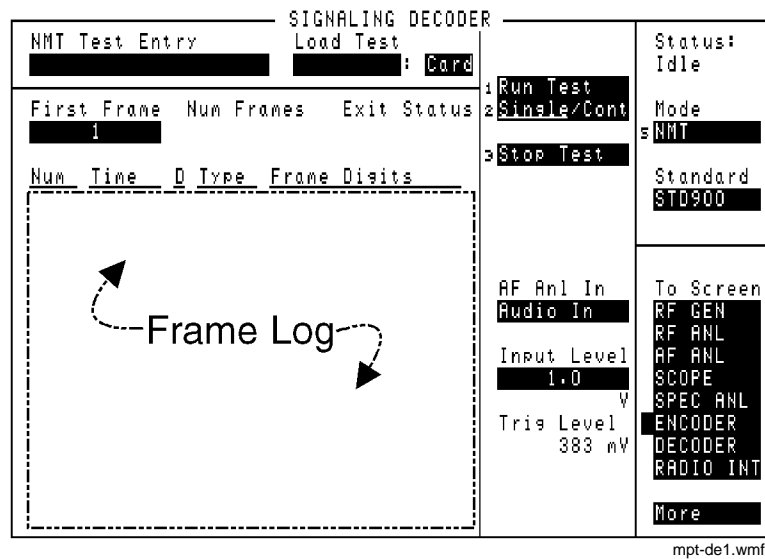 SIGNALING DECODER
NMT Test Entry
Load Test
: Card
First Frame
1
Num Frames
Exit Status
Num Time D Type Frame Digits
Frame Log
1 Run Test
2 Single/Cont
3 Stop Test
AF Anl In
Audio In
Input Level
1.0
V
Trig Level
383 mV
Status:
Idle
Mode
5 NMT
Standard
STD900
To Screen
RF GEN
RF ANL
AF ANL
SCOPE
SPEC ANL
ENCODER
DECODER
RADIO INT
More
mpt-de1.wmf